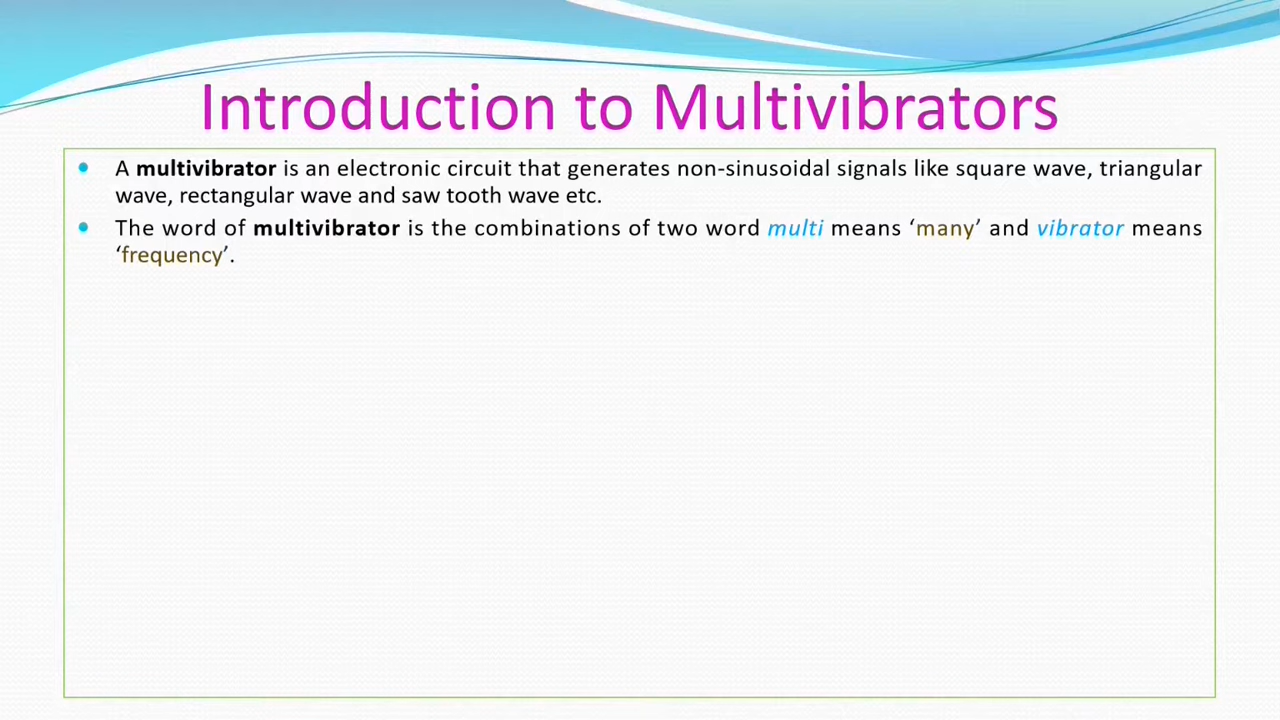 Introduction to Multivibrators
• A multivibrator is an electronic circuit that generates non-sinusoidal signals like square wave, triangular
wave, rectangular wave and saw tooth wave etc.
• The word of multivibrator is the combinations of two word multi means ‘many’ and vibrator means
‘frequency’.